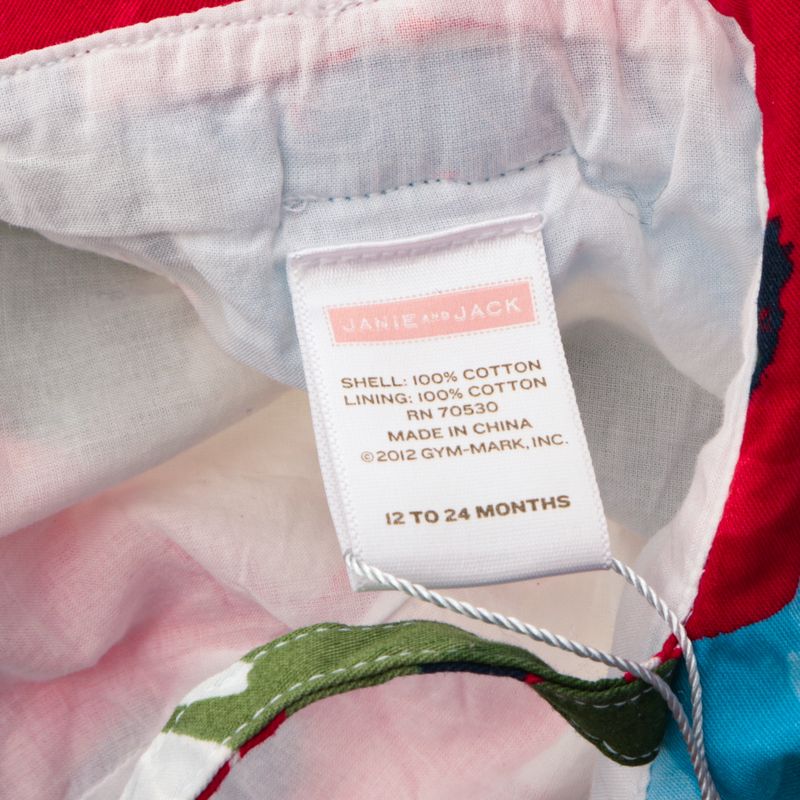 JANIE AND JACK
SHELL: 100% COTTON
LINING: 100% COTTON
RN 70530
MADE IN CHINA
©2012 GYM-MARK, INC.
12 TO 24 MONTHS